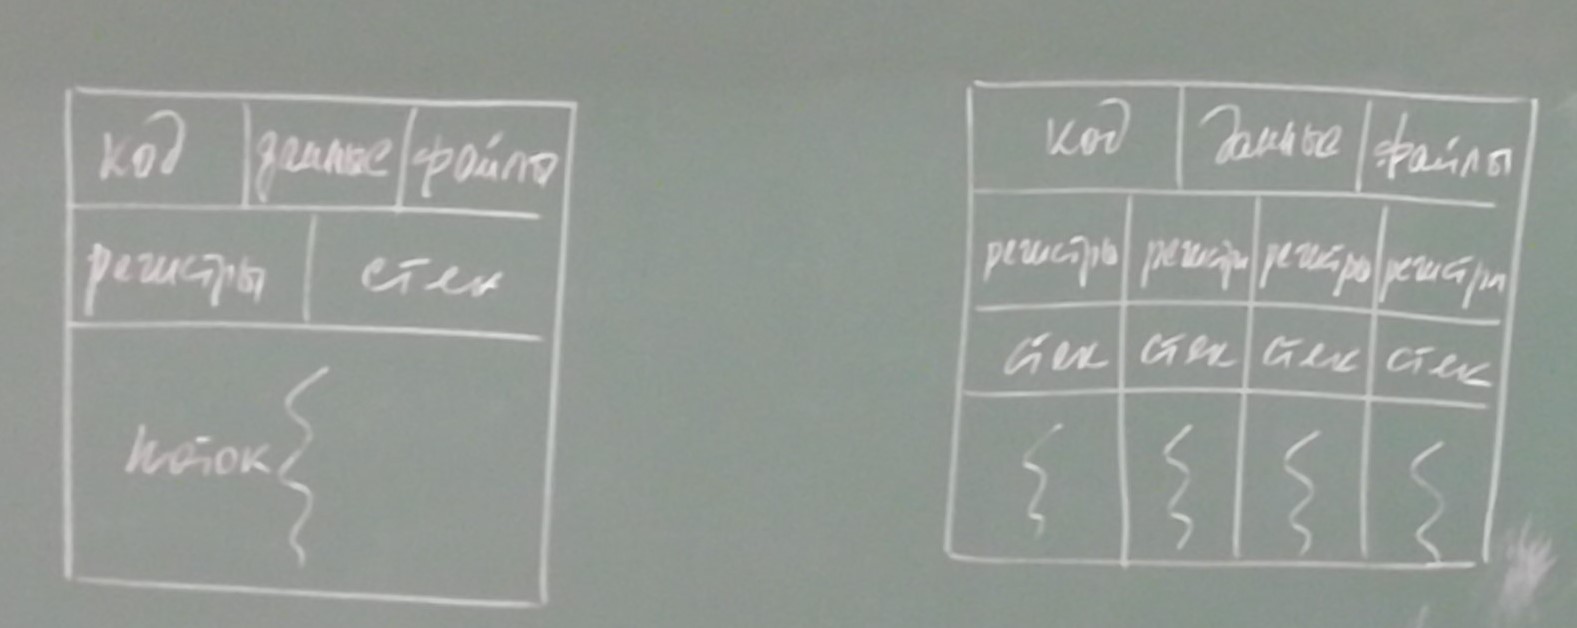 код данные файлы
регистры стек
поток
код данные файлы
регистры регистры регистры регистры
стек стек стек стек